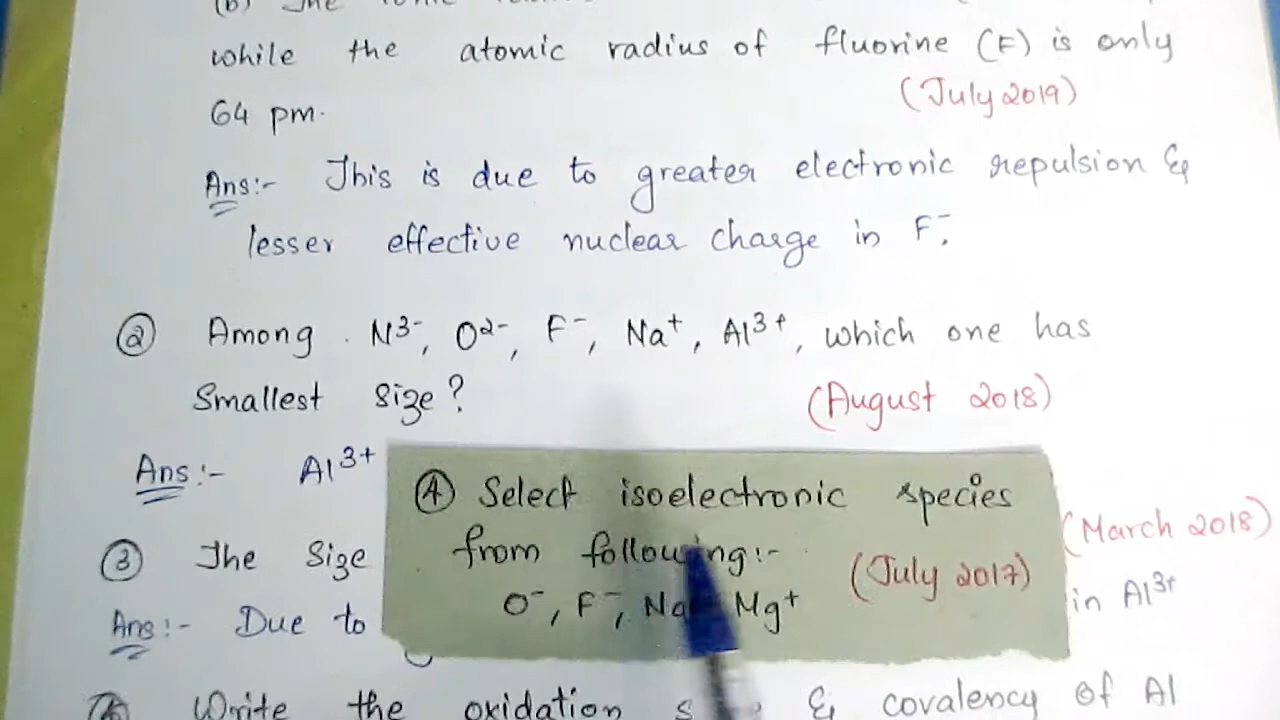 while the atomic radius of fluorine (F) is only
64 pm. (July 2019)
Ans:- This is due to greater electronic repulsion &
lesser effective nuclear charge in F⁻.
② Among N³⁻, O²⁻, F⁻, Na⁺, Al³⁺, which one has
Smallest Size? (August 2018)
Ans:- Al³⁺
④ Select isoelectronic species
from following:- (July 2017)
O⁻, F⁻, Na Mg⁺
③ The Size (March 2018)
Ans:- Due to in Al³⁺
Write the oxidation s & covalency of Al